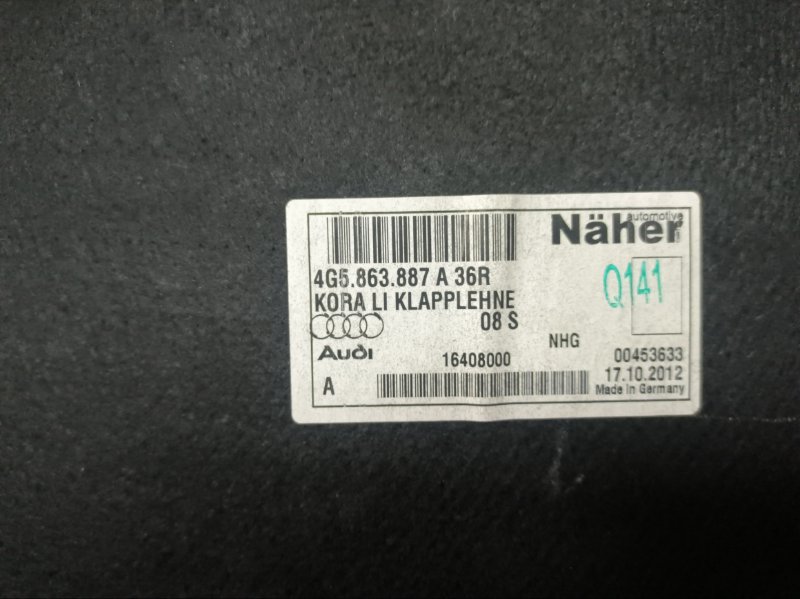 automotive
Näher
4G5.863.887 A 36R
KORA LI KLAPPLEHNE
08 S
Q141
NHG
Audi
16408000
00453633
17.10.2012
A
Made in Germany